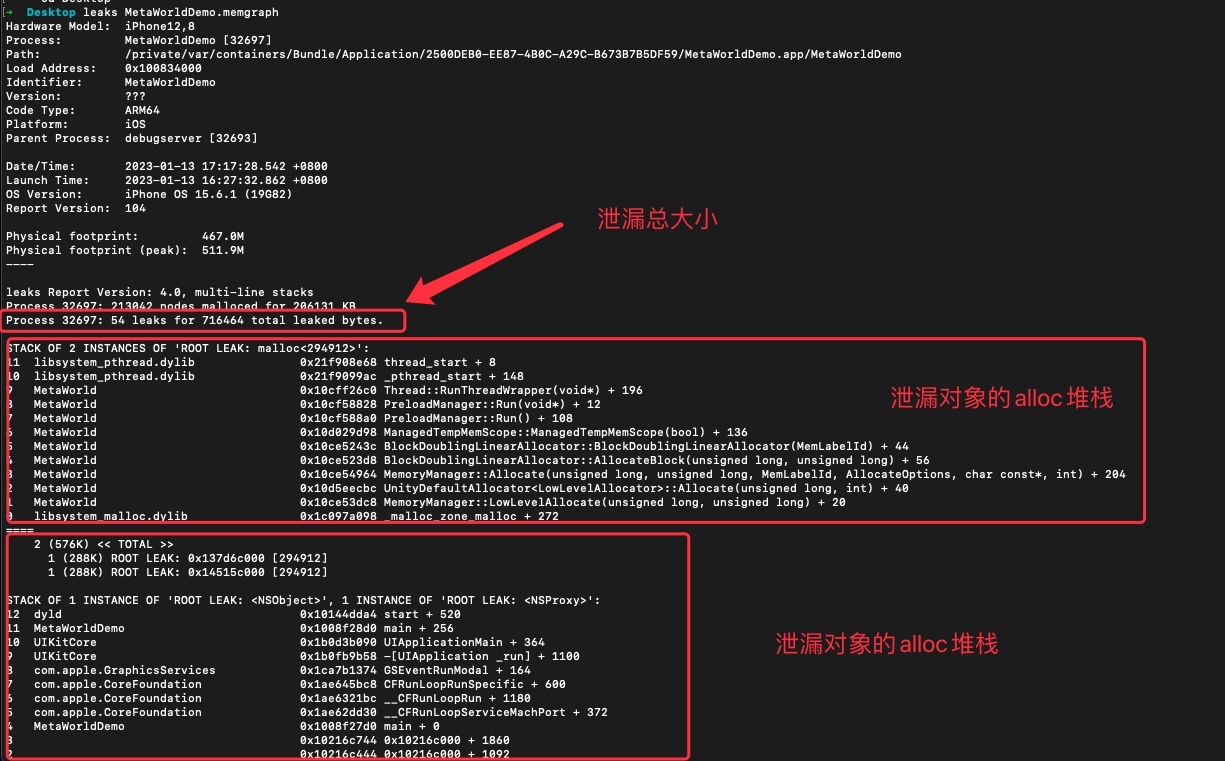 → Desktop leaks MetaWorldDemo.memgraph
Hardware Model: iPhone12,8
Process: MetaWorldDemo [32697]
Path: /private/var/containers/Bundle/Application/2500DEB0-EE87-4B0C-A29C-B673B7B5DF59/MetaWorldDemo.app/MetaWorldDemo
Load Address: 0x100834000
Identifier: MetaWorldDemo
Version: ???
Code Type: ARM64
Platform: iOS
Parent Process: debugserver [32693]
Date/Time: 2023-01-13 17:17:28.542 +0800
Launch Time: 2023-01-13 16:27:32.862 +0800
OS Version: iPhone OS 15.6.1 (19G82)
Report Version: 104
泄漏总大小
Physical footprint: 467.0M
Physical footprint (peak): 511.9M
----
leaks Report Version: 4.0, multi-line stacks
Process 32697: 213042 nodes malloced for 206131 KB
Process 32697: 54 leaks for 716464 total leaked bytes.
STACK OF 2 INSTANCES OF 'ROOT LEAK: malloc<294912>':
11 libsystem_pthread.dylib 0x21f908e68 thread_start + 8
10 libsystem_pthread.dylib 0x21f9099ac _pthread_start + 148
9 MetaWorld 0x10cff26c0 Thread::RunThreadWrapper(void*) + 196
8 MetaWorld 0x10cf58828 PreloadManager::Run(void*) + 12
泄漏对象的alloc堆栈
7 MetaWorld 0x10cf588a0 PreloadManager::Run() + 108
6 MetaWorld 0x10d029d98 ManagedTempMemScope::ManagedTempMemScope(bool) + 136
5 MetaWorld 0x10ce5243c BlockDoublingLinearAllocator::BlockDoublingLinearAllocator(MemLabelId) + 44
4 MetaWorld 0x10ce523d8 BlockDoublingLinearAllocator::AllocateBlock(unsigned long, unsigned long) + 56
3 MetaWorld 0x10ce54964 MemoryManager::Allocate(unsigned long, unsigned long, MemLabelId, AllocateOptions, char const*, int) + 204
2 MetaWorld 0x10d5eecbc UnityDefaultAllocator<LowLevelAllocator>::Allocate(unsigned long, int) + 40
1 MetaWorld 0x10ce53dc8 MemoryManager::LowLevelAllocate(unsigned long, unsigned long) + 20
0 libsystem_malloc.dylib 0x1c097a098 _malloc_zone_malloc + 272
====
2 (576K) << TOTAL >>
1 (288K) ROOT LEAK: 0x137d6c000 [294912]
1 (288K) ROOT LEAK: 0x14515c000 [294912]
STACK OF 1 INSTANCE OF 'ROOT LEAK: <NSObject>', 1 INSTANCE OF 'ROOT LEAK: <NSProxy>':
12 dyld 0x10144dda4 start + 520
11 MetaWorldDemo 0x1008f28d0 main + 256
10 UIKitCore 0x1b0d3b090 UIApplicationMain + 364
泄漏对象的alloc堆栈
9 UIKitCore 0x1b0fb9b58 -[UIApplication _run] + 1100
8 com.apple.GraphicsServices 0x1ca7b1374 GSEventRunModal + 164
7 com.apple.CoreFoundation 0x1ae645bc8 CFRunLoopRunSpecific + 600
6 com.apple.CoreFoundation 0x1ae6321bc __CFRunLoopRun + 1180
5 com.apple.CoreFoundation 0x1ae62dd30 __CFRunLoopServiceMachPort + 372
4 MetaWorldDemo 0x1008f27d0 main + 0
3 0x10216c744 0x10216c000 + 1860
2 0x10216c444 0x10216c000 + 1092